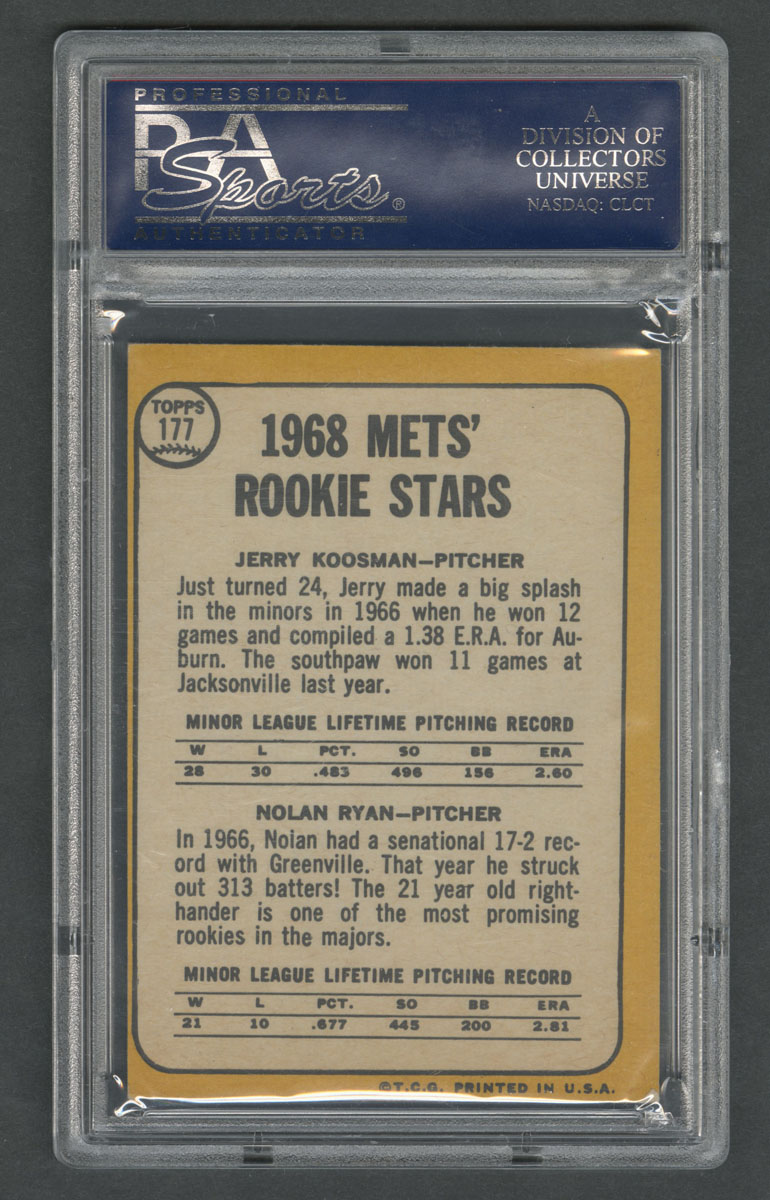 PROFESSIONAL
PSA
Sports®
AUTHENTICATOR
A
DIVISION OF
COLLECTORS
UNIVERSE
NASDAQ: CLCT
TOPPS
177
1968 METS'
ROOKIE STARS
JERRY KOOSMAN—PITCHER
Just turned 24, Jerry made a big splash
in the minors in 1966 when he won 12
games and compiled a 1.38 E.R.A. for Au-
burn. The southpaw won 11 games at
Jacksonville last year.
MINOR LEAGUE LIFETIME PITCHING RECORD
W L PCT. SO BB ERA
28 30 .483 496 156 2.60
NOLAN RYAN—PITCHER
In 1966, Noian had a senational 17-2 rec-
ord with Greenville. That year he struck
out 313 batters! The 21 year old right-
hander is one of the most promising
rookies in the majors.
MINOR LEAGUE LIFETIME PITCHING RECORD
W L PCT. SO BB ERA
21 10 .677 445 200 2.81
©T.C.G. PRINTED IN U.S.A.